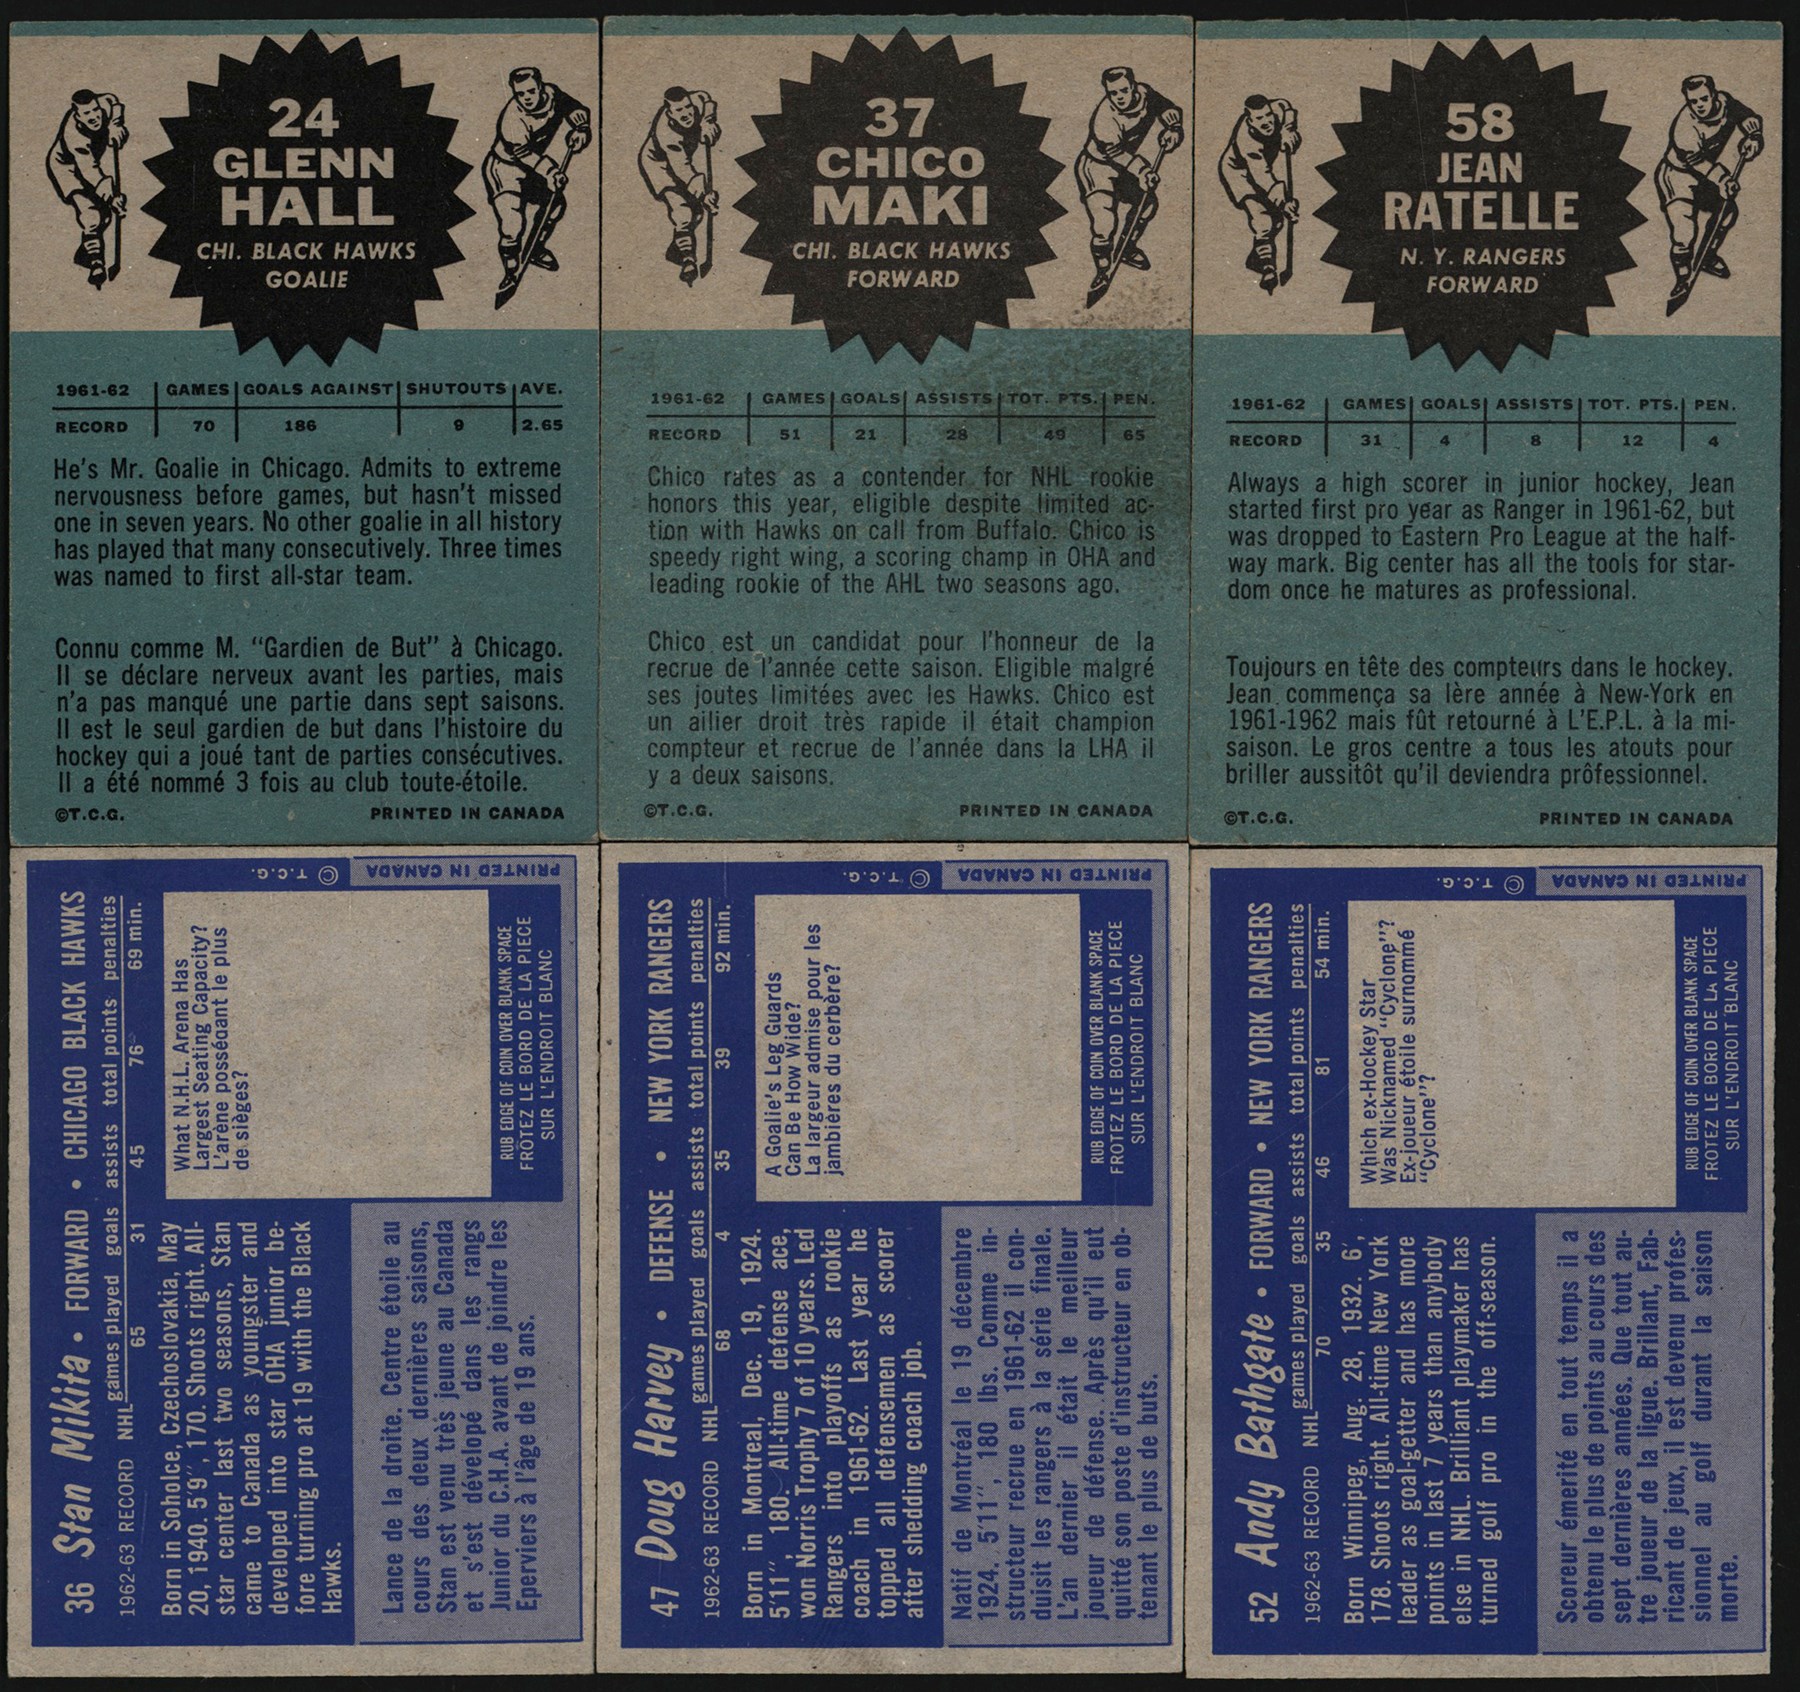 24
GLENN
HALL
CHI. BLACK HAWKS
GOALIE
1961-62 GAMES GOALS AGAINST SHUTOUTS AVE.
RECORD 70 186 9 2.65
He's Mr. Goalie in Chicago. Admits to extreme
nervousness before games, but hasn't missed
one in seven years. No other goalie in all history
has played that many consecutively. Three times
was named to first all-star team.
Connu comme M. "Gardien de But" à Chicago.
Il se déclare nerveux avant les parties, mais
n'a pas manqué une partie dans sept saisons.
Il est le seul gardien de but dans l'histoire du
hockey qui a joué tant de parties consécutives.
Il a été nommé 3 fois au club toute-étoile.
©T.C.G. PRINTED IN CANADA
37
CHICO
MAKI
CHI. BLACK HAWKS
FORWARD
1961-62 GAMES GOALS ASSISTS TOT. PTS. PEN.
RECORD 51 21 28 49 65
Chico rates as a contender for NHL rookie
honors this year, eligible despite limited ac-
tion with Hawks on call from Buffalo. Chico is
speedy right wing, a scoring champ in OHA and
leading rookie of the AHL two seasons ago.
Chico est un candidat pour l'honneur de la
recrue de l'année cette saison. Eligible malgré
ses joutes limitées avec les Hawks. Chico est
un ailier droit très rapide il était champion
compteur et recrue de l'année dans la LHA il
y a deux saisons.
©T.C.G. PRINTED IN CANADA
58
JEAN
RATELLE
N. Y. RANGERS
FORWARD
1961-62 GAMES GOALS ASSISTS TOT. PTS. PEN.
RECORD 31 4 8 12 4
Always a high scorer in junior hockey, Jean
started first pro year as Ranger in 1961-62, but
was dropped to Eastern Pro League at the half-
way mark. Big center has all the tools for star-
dom once he matures as professional.
Toujours en tête des compteurs dans le hockey.
Jean commença sa lère année à New-York en
1961-1962 mais fût retourné à L'E.P.L. à la mi-
saison. Le gros centre a tous les atouts pour
briller aussitôt qu'il deviendra prôfessionnel.
©T.C.G. PRINTED IN CANADA
36 Stan Mikita • FORWARD • CHICAGO BLACK HAWKS
games played goals assists total points penalties
1962-63 RECORD NHL 65 31 45 76 69 min.
Born in Soholce, Czechoslovakia, May
20, 1940. 5'9", 170. Shoots right. All-
star center last two seasons, Stan
came to Canada as youngster and
developed into star OHA junior be-
fore turning pro at 19 with the Black
Hawks.
Lance de la droite. Centre étoile au
cours des deux dernières saisons,
Stan est venu très jeune au Canada
et s'est dévelopé dans les rangs
Junior du C.H.A. avant de joindre les
Eperviers à l'âge de 19 ans.
What N.H.L. Arena Has
Largest Seating Capacity?
L'arène posséqant le plus
de sièges?
RUB EDGE OF COIN OVER BLANK SPACE
FROTEZ LE BORD DE LA PIECE
SUR L'ENDROIT BLANC
© T.C.G.
PRINTED IN CANADA
47 Doug Harvey • DEFENSE • NEW YORK RANGERS
games played goals assists total points penalties
1962-63 RECORD NHL 68 4 35 39 92 min.
Born in Montreal, Dec. 19, 1924.
5'11", 180. All-time defense ace,
won Norris Trophy 7 of 10 years. Led
Rangers into playoffs as rookie
coach in 1961-62. Last year he
topped all defensemen as scorer
after shedding coach job.
Natif de Montréal le 19 décembre
1924. 5'11", 180 lbs. Comme in-
structeur recrue en 1961-62 il con-
duisit les rangers à la série finale.
L'an dernier il était le meilleur
joueur de défense. Après qu'il eut
quitté son poste d'instructeur en ob-
tenant le plus de buts.
A Goalie's Leg Guards
Can Be How Wide?
La largeur admise pour les
jambières du cerbère?
RUB EDGE OF COIN OVER BLANK SPACE
FROTEZ LE BORD DE LA PIECE
SUR L'ENDROIT BLANC
© T.C.G.
PRINTED IN CANADA
52 Andy Bathgate • FORWARD • NEW YORK RANGERS
games played goals assists total points penalties
1962-63 RECORD NHL 70 35 46 81 54 min.
Born Winnipeg, Aug. 28, 1932. 6',
178. Shoots right. All-time New York
leader as goal-getter and has more
points in last 7 years than anybody
else in NHL. Brilliant playmaker has
turned golf pro in the off-season.
Scoreur émerité en tout temps il a
obtenu le plus de points au cours des
sept dernières années. Que tout au-
tre joueur de la ligue. Brillant, Fab-
ricant de jeux, il est devenu profes-
sionnel au golf durant la saison
morte.
Which ex-Hockey Star
Was Nicknamed "Cyclone"?
Ex-joueur étoile surnommé
"Cyclone"?
RUB EDGE OF COIN OVER BLANK SPACE
FROTEZ LE BORD DE LA PIECE
SUR L'ENDROIT BLANC
© T.C.G.
PRINTED IN CANADA